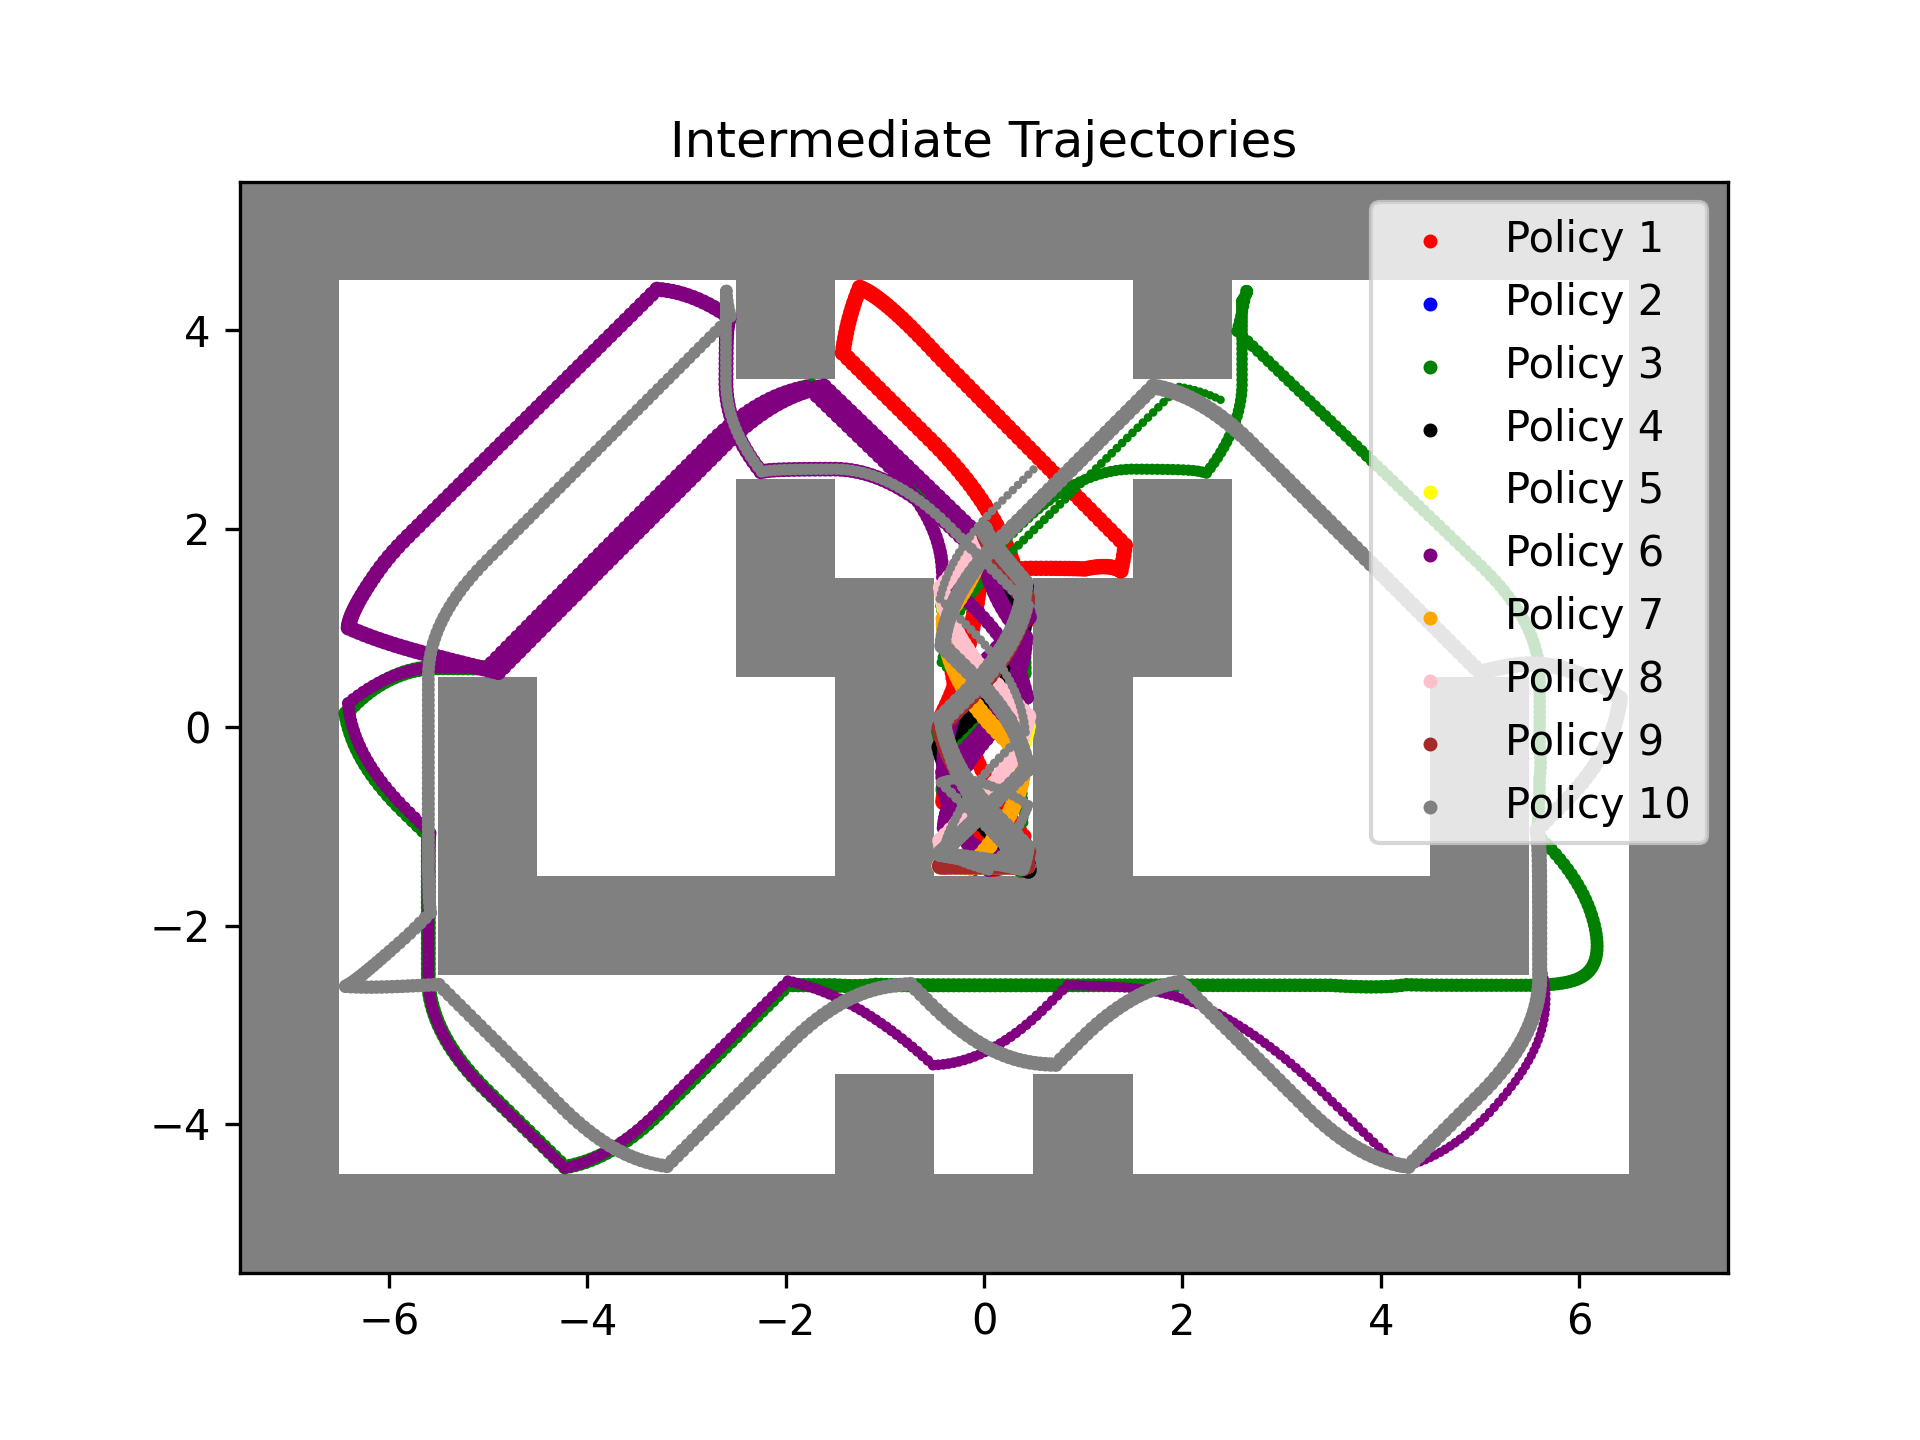 Intermediate Trajectories
Policy 1
Policy 2
Policy 3
Policy 4
Policy 5
Policy 6
Policy 7
Policy 8
Policy 9
Policy 10
4
2
0
−2
−4
−6 −4 −2 0 2 4 6